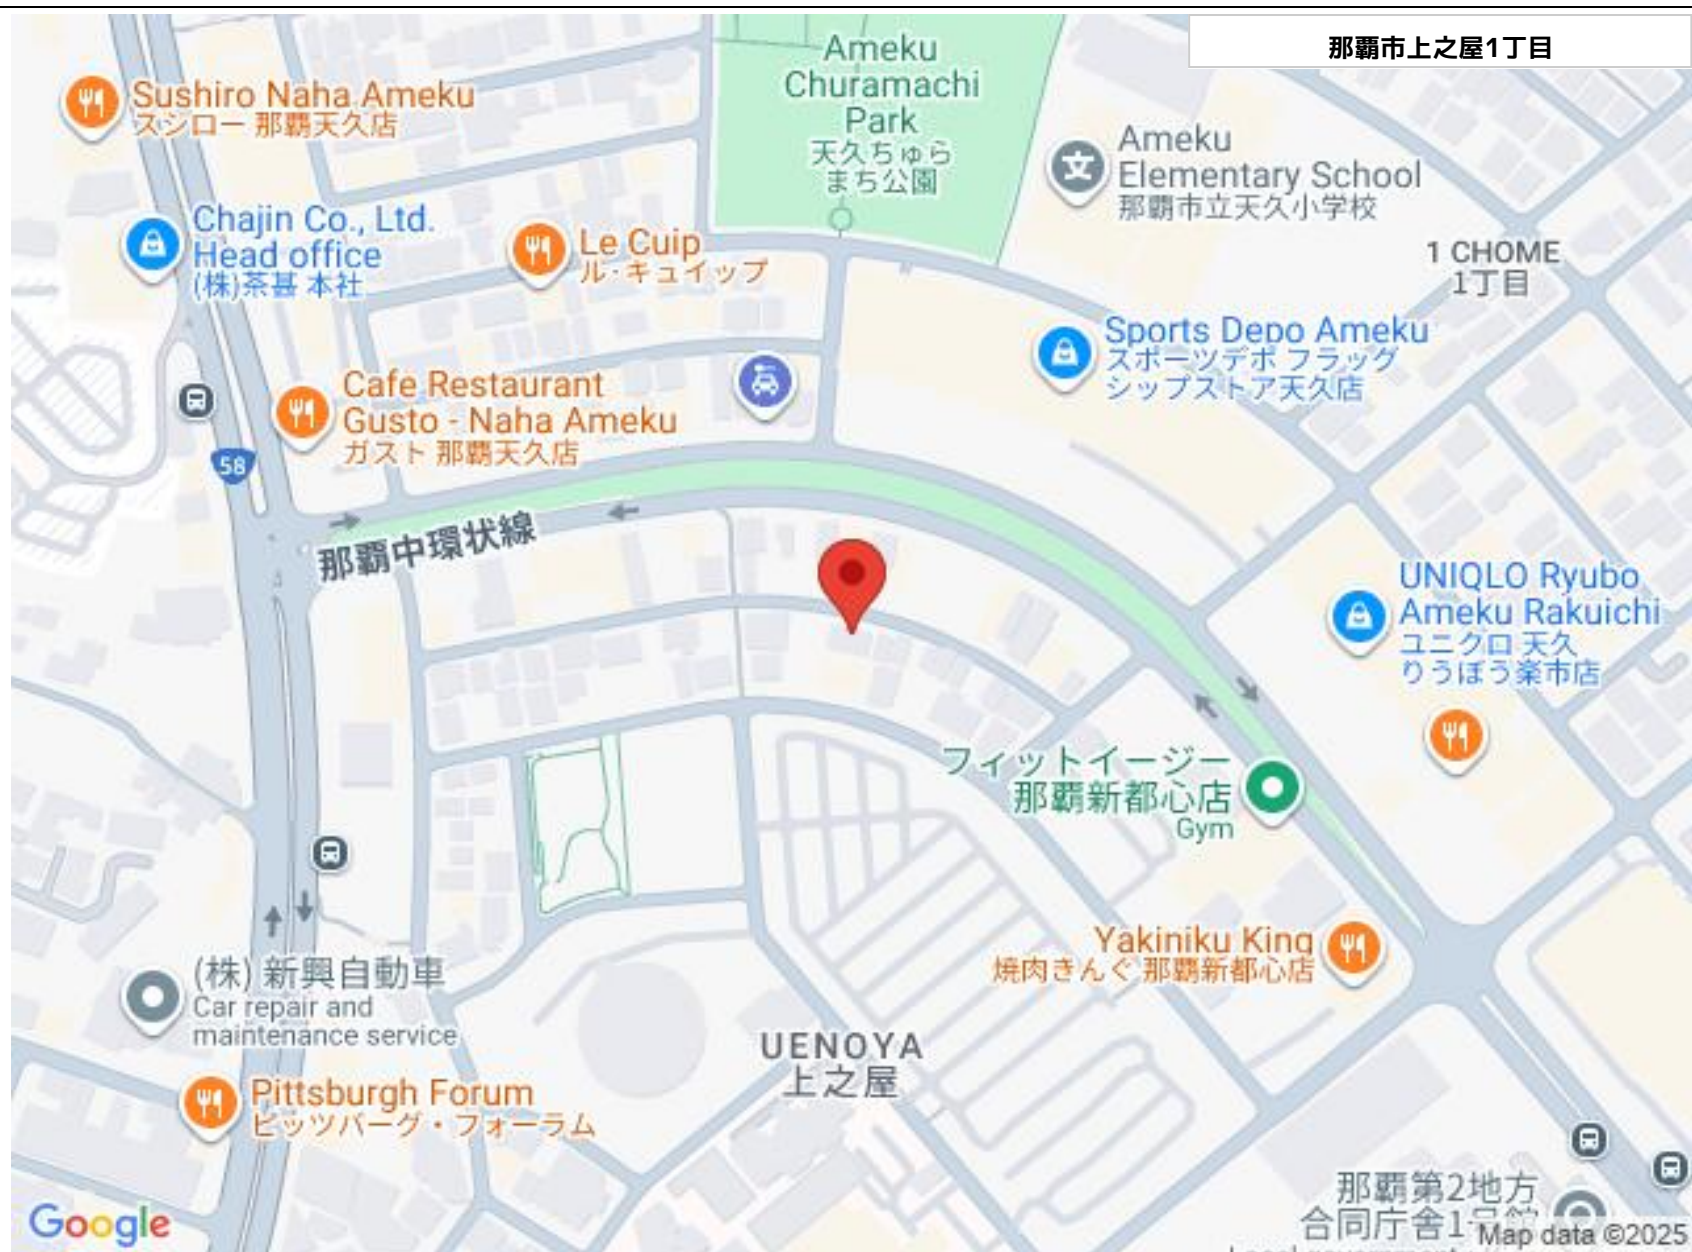 那覇市上之屋1丁目
Ameku
Churamachi
Park
天久ちゅら
まち公園
Sushiro Naha Ameku
スシロー 那覇天久店
文
Ameku
Elementary School
那覇市立天久小学校
Chajin Co., Ltd.
Head office
(株)茶甚 本社
Le Cuip
ル・キュイップ
1 CHOME
1丁目
Sports Depo Ameku
スポーツデポ フラッグ
シップストア天久店
Cafe Restaurant
Gusto - Naha Ameku
ガスト 那覇天久店
58
那覇中環状線
UNIQLO Ryubo
Ameku Rakuichi
ユニクロ 天久
りうぼう楽市店
フィットイージー
那覇新都心店
Gym
Yakiniku King
焼肉きんぐ 那覇新都心店
(株) 新興自動車
Car repair and
maintenance service
UENOYA
上之屋
Pittsburgh Forum
ピッツバーグ・フォーラム
那覇第2地方
合同庁舎1号館
Google
Map data ©2025